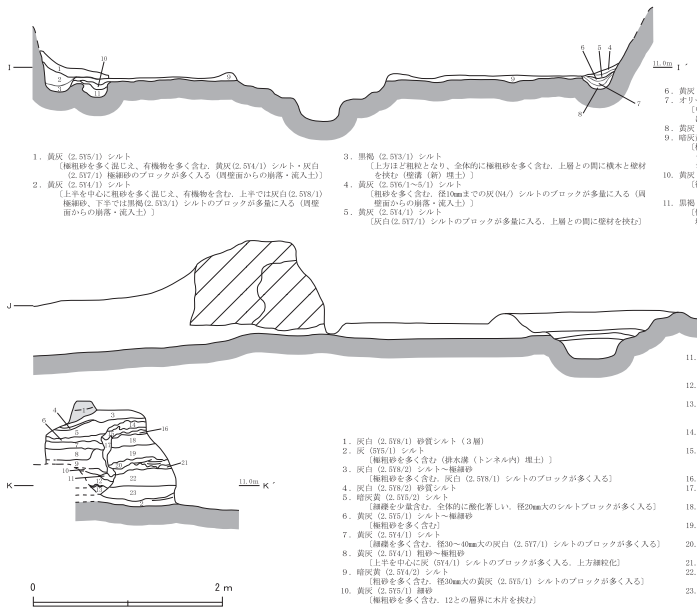 I
11.0m I´
1．黄灰（2.5Y5/1）シルト
［極粗砂を多く混じえ、有機物を多く含む．黄灰（2.5Y4/1）シルト・灰白
（2.5Y7/1）極細砂のブロックが多く入る（周壁面からの崩落・流入土）］
2．黄灰（2.5Y4/1）シルト
［上半を中心に粗砂を多く混じえ、有機物を含む．上半では灰白（2.5Y8/1）
極細砂、下半では黒褐（2.5Y3/1）シルトのブロックが多量に入る（周壁
面からの崩落・流入土）］
3．黒褐（2.5Y3/1）シルト
［上方ほど粗粒となり、全体的に極粗砂を多く含む．上層との間に横木と壁材
を挟む（壁溝（新）埋土）］
4．黄灰（2.5Y6/1～5/1）シルト
［粗砂を多く含む．径10mmまでの灰（N4/）シルトのブロックが多量に入る（周
壁面からの崩落・流入土）］
5．黄灰（2.5Y4/1）シルト
［灰白（2.5Y7/1）シルトのブロックが多量に入る．上層との間に壁材を挟む］
6．黄灰
7．オリー
8．黄灰（
9．暗灰黄
10．黄灰（
11．黒褐（
J
K
11.0m K´
1．灰白（2.5Y8/1）砂質シルト（3層）
2．灰（5Y5/1）シルト
［極粗砂を多く含む（排水溝（トンネル内）埋土）］
3．灰白（2.5Y8/2）シルト～極細砂
［極粗砂を多く含む．灰白（2.5Y8/1）シルトのブロックが多く入る］
4．灰白（2.5Y8/2）砂質シルト
5．暗灰黄（2.5Y5/2）シルト
［細礫を少量含む．全体的に酸化著しい．径20mm大のシルトブロックが多く入る］
6．黄灰（2.5Y5/1）シルト～極細砂
［極粗砂を多く含む］
7．黄灰（2.5Y4/1）シルト
［細礫を多く含む．径30～40mm大の灰白（2.5Y7/1）シルトのブロックが多く入る］
8．黄灰（2.5Y4/1）粗砂～極粗砂
［上半を中心に灰（5Y4/1）シルトのブロックが多く入る．上方細粒化］
9．暗灰黄（2.5Y4/2）シルト
［粗砂を多く含む．径30mm大の黄灰（2.5Y5/1）シルトのブロックが多く入る］
10．黄灰（2.5Y5/1）細砂
［極粗砂を多く含む．12との層界に木片を挟む］
11．
12．
13．
14．
15．
16．
17．
18．
19．
20．
21．
22．
23．
0
2 m